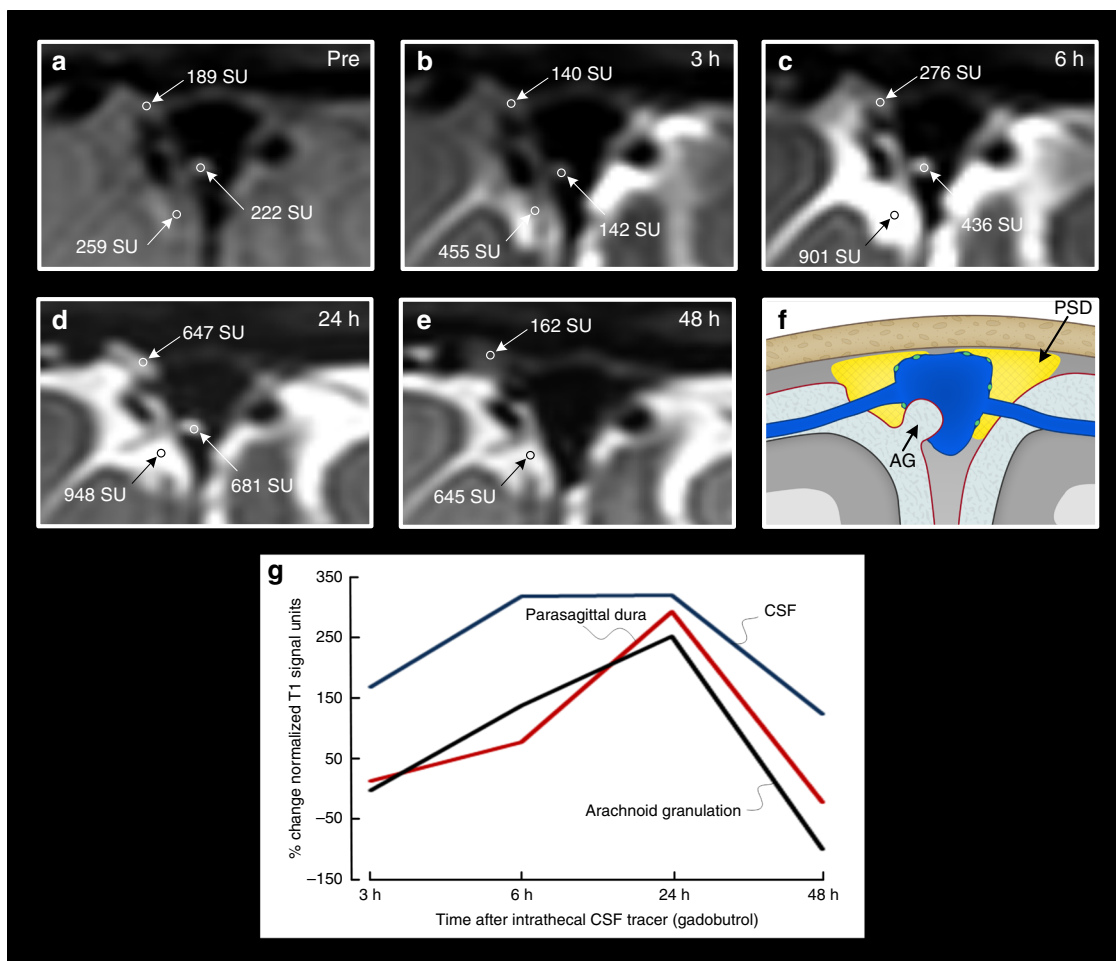 a
Pre
189 SU
222 SU
259 SU
b
3 h
140 SU
142 SU
455 SU
c
6 h
276 SU
436 SU
901 SU
d
24 h
647 SU
948 SU
681 SU
e
48 h
162 SU
645 SU
f
PSD
AG
g
% change normalized T1 signal units
350
250
150
50
−50
−150
Parasagittal dura
CSF
Arachnoid granulation
3 h
6 h
24 h
48 h
Time after intrathecal CSF tracer (gadobutrol)